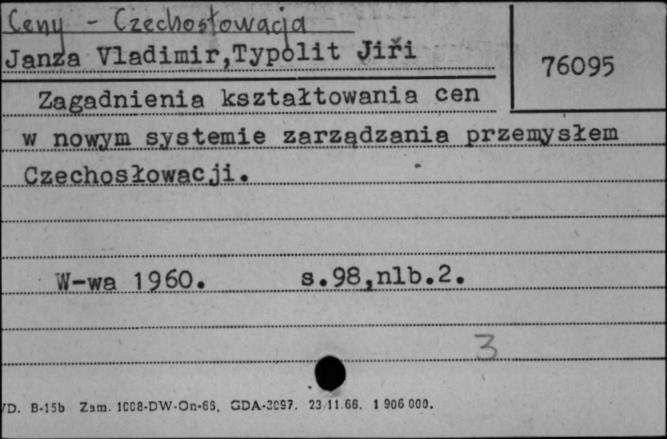 Ceny - Czechosłowacja
Janza Vladimir,Typolit Jiři
76095
Zagadnienia kształtowania cen
w nowym systemie zarządzania przemysłem
Czechosłowacji.
W-wa 1960. s.98,nlb.2.
3
D. B-15b Zam. 1008-DW-On-66. GDA-3097. 23.11.66. 1 906 000.